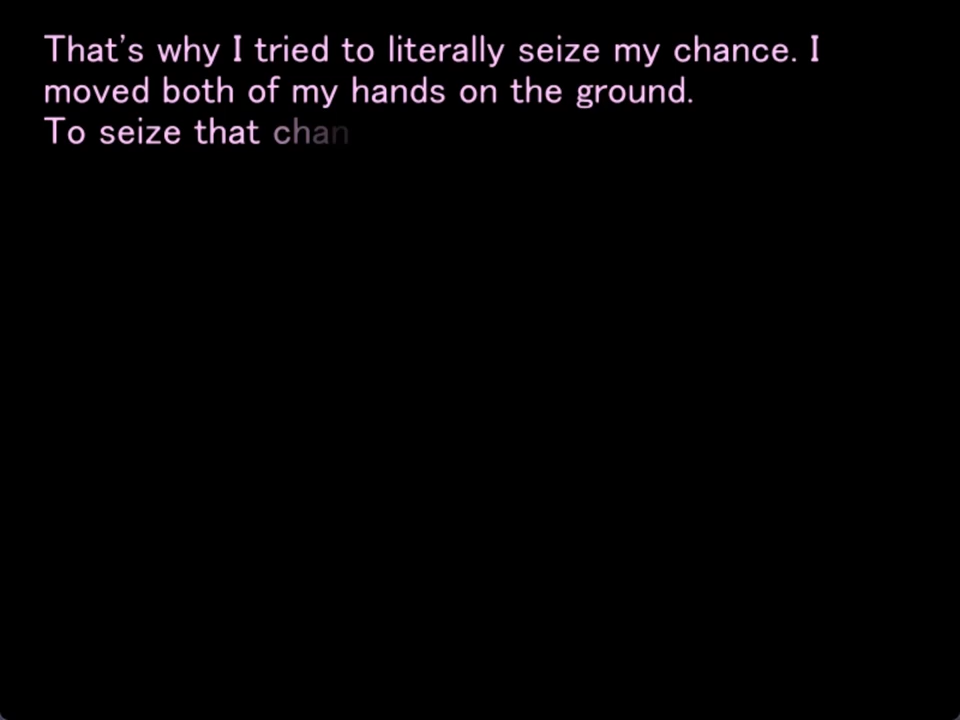 That's why I tried to literally seize my chance. I
moved both of my hands on the ground.
To seize that chan